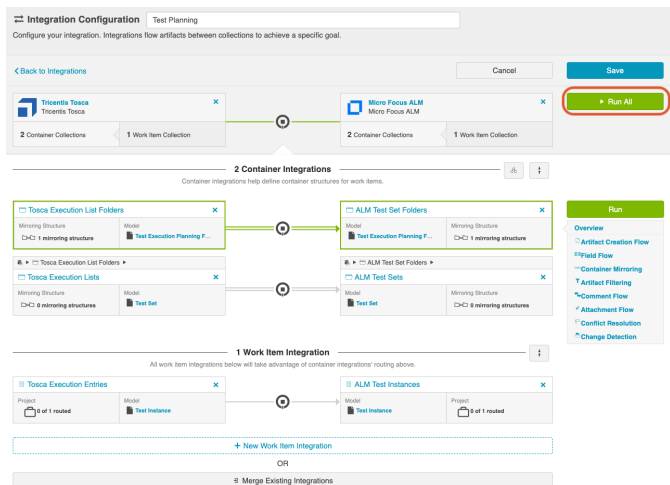 Integration Configuration Test Planning
Configure your integration. Integrations flow artifacts between collections to achieve a specific goal.
Back to Integrations
Cancel
Save
Tricentis Tosca
Tricentis Tosca
2 Container Collections
1 Work Item Collection
Micro Focus ALM
Micro Focus ALM
2 Container Collections
1 Work Item Collection
Run All
2 Container Integrations
Container integrations help define container structures for work items.
Tosca Execution List Folders
Mirroring Structure
1 mirroring structure
Model
Test Execution Planning F...
ALM Test Set Folders
Model
Test Execution Planning F...
Mirroring Structure
1 mirroring structure
Run
Overview
Artifact Creation Flow
Field Flow
Container Mirroring
Artifact Filtering
Comment Flow
Attachment Flow
Conflict Resolution
Change Detection
Tosca Execution List Folders
Tosca Execution Lists
Mirroring Structure
0 mirroring structures
Model
Test Set
ALM Test Set Folders
ALM Test Sets
Model
Test Set
Mirroring Structure
0 mirroring structures
1 Work Item Integration
All work item integrations below will take advantage of container integrations' routing above.
Tosca Execution Entries
Project
0 of 1 routed
Model
Test Instance
ALM Test Instances
Model
Test Instance
Project
0 of 1 routed
+ New Work Item Integration
OR
Merge Existing Integrations